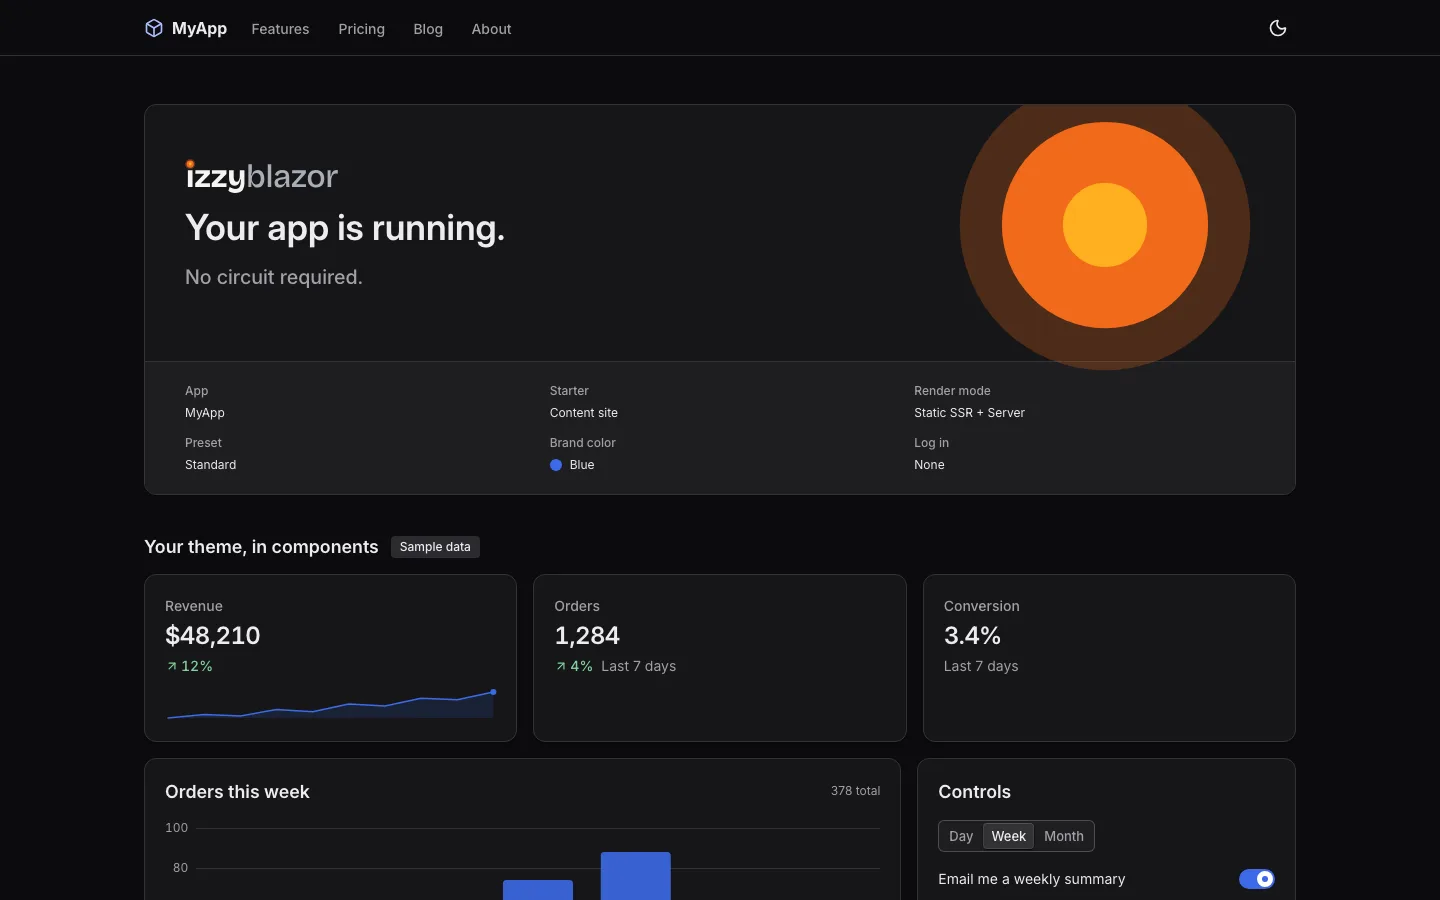 MyApp Features Pricing Blog About
izzyblazor
Your app is running.
No circuit required.
App
MyApp
Starter
Content site
Render mode
Static SSR + Server
Preset
Standard
Brand color
Blue
Log in
None
Your theme, in components Sample data
Revenue
$48,210
12%
Orders
1,284
4% Last 7 days
Conversion
3.4%
Last 7 days
Orders this week 378 total
100
80
Controls
Day Week Month
Email me a weekly summary